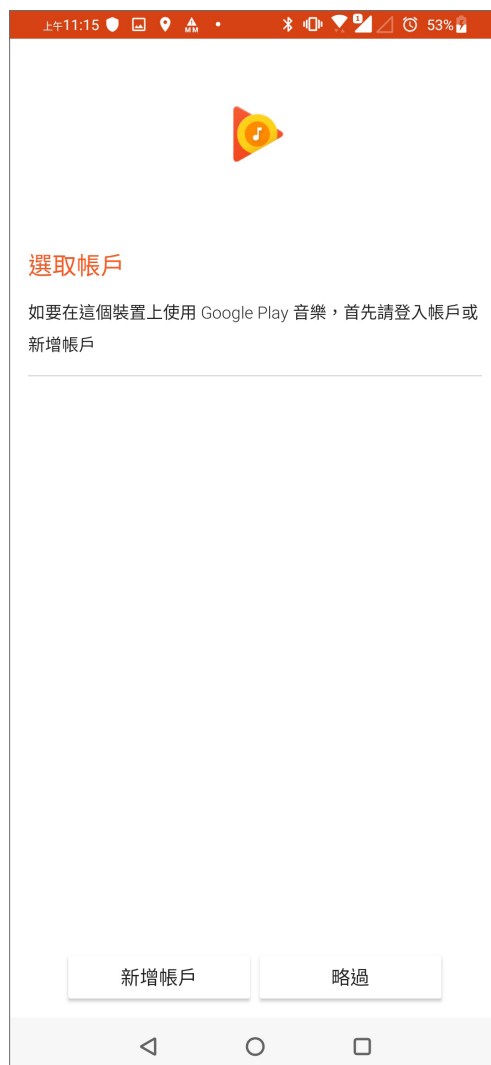 上午11:15 53%
選取帳戶
如要在這個裝置上使用 Google Play 音樂，首先請登入帳戶或
新增帳戶
新增帳戶 略過